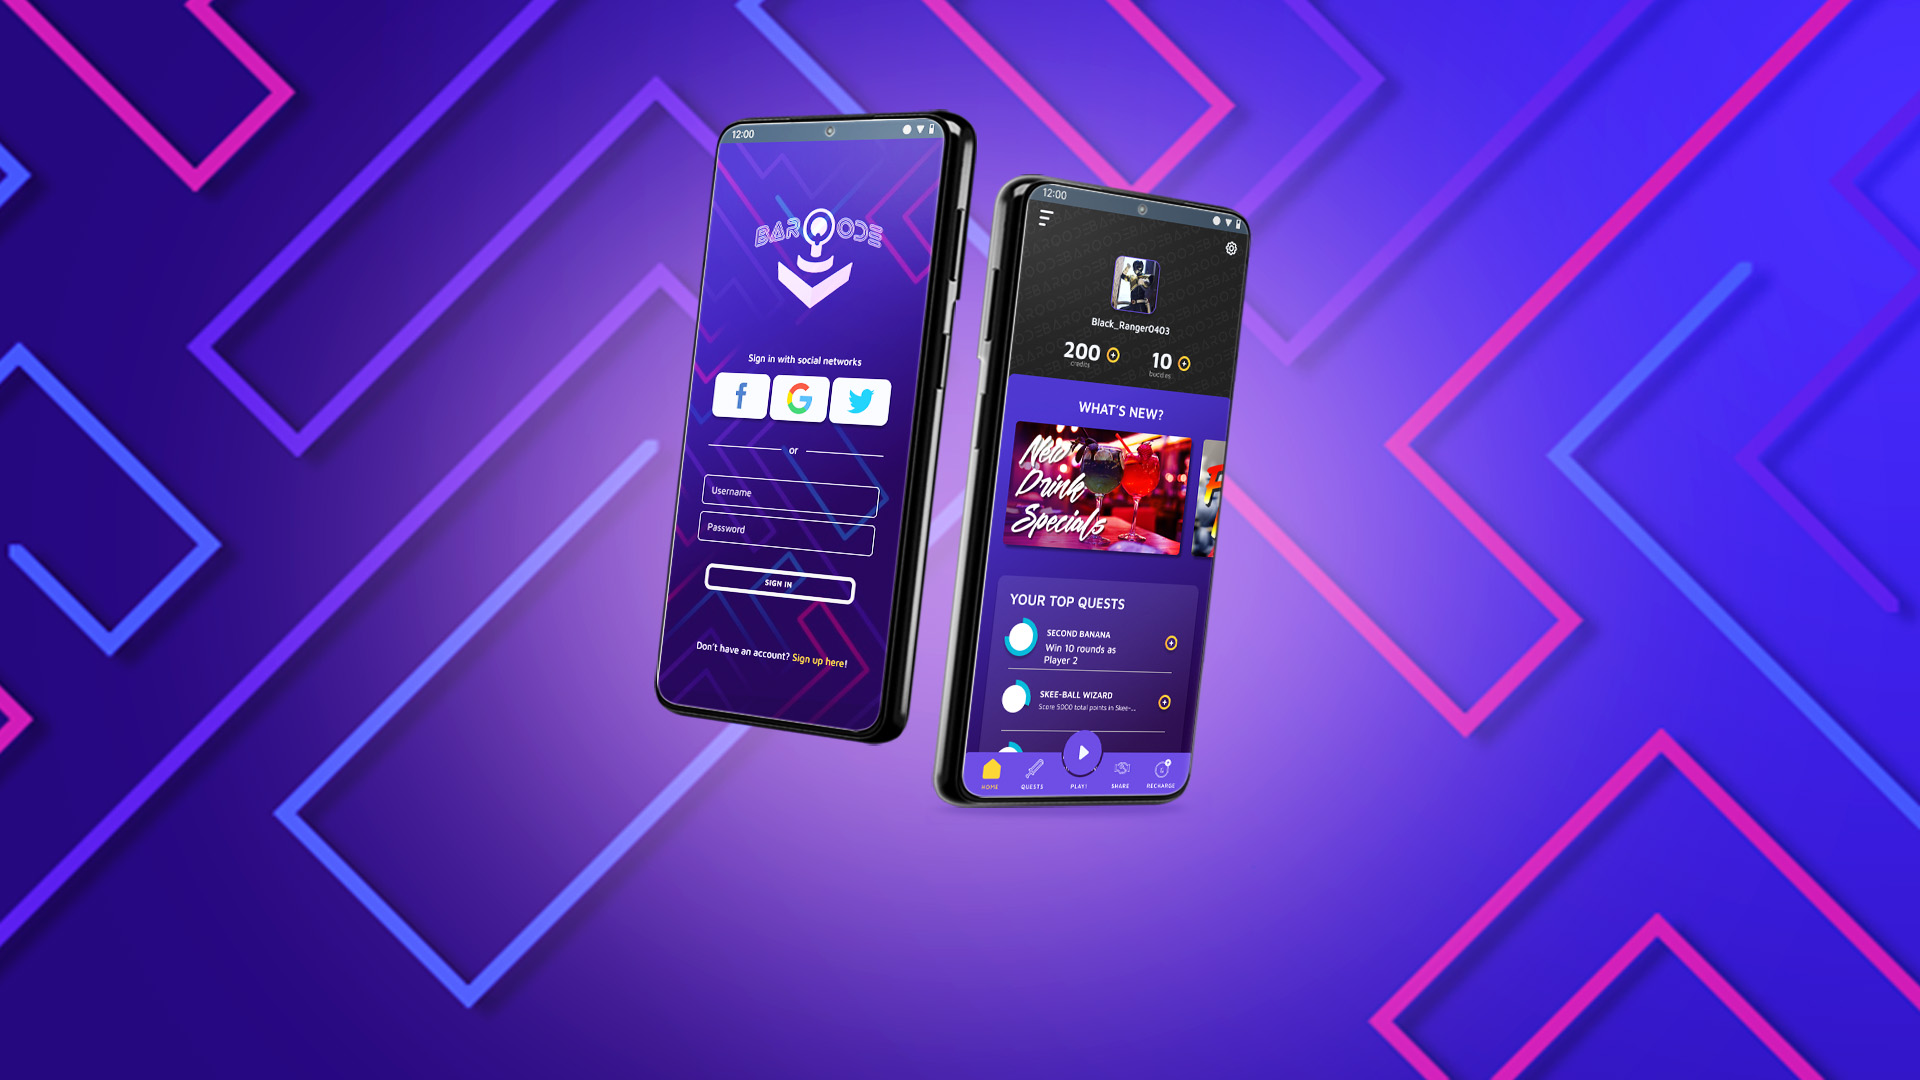 12:00
BARQODE
Sign in with social networks
f
G
or
Username
Password
SIGN IN
Don't have an account? Sign up here!
12:00
Black_Ranger0403
200
10
credits
buddies
WHAT'S NEW?
New
Drink
Specials
YOUR TOP QUESTS
SECOND BANANA
Win 10 rounds as
Player 2
SKEE-BALL WIZARD
Score 5000 total points in Skee-...
HOME
QUESTS
PLAY!
SHARE
RECHARGE